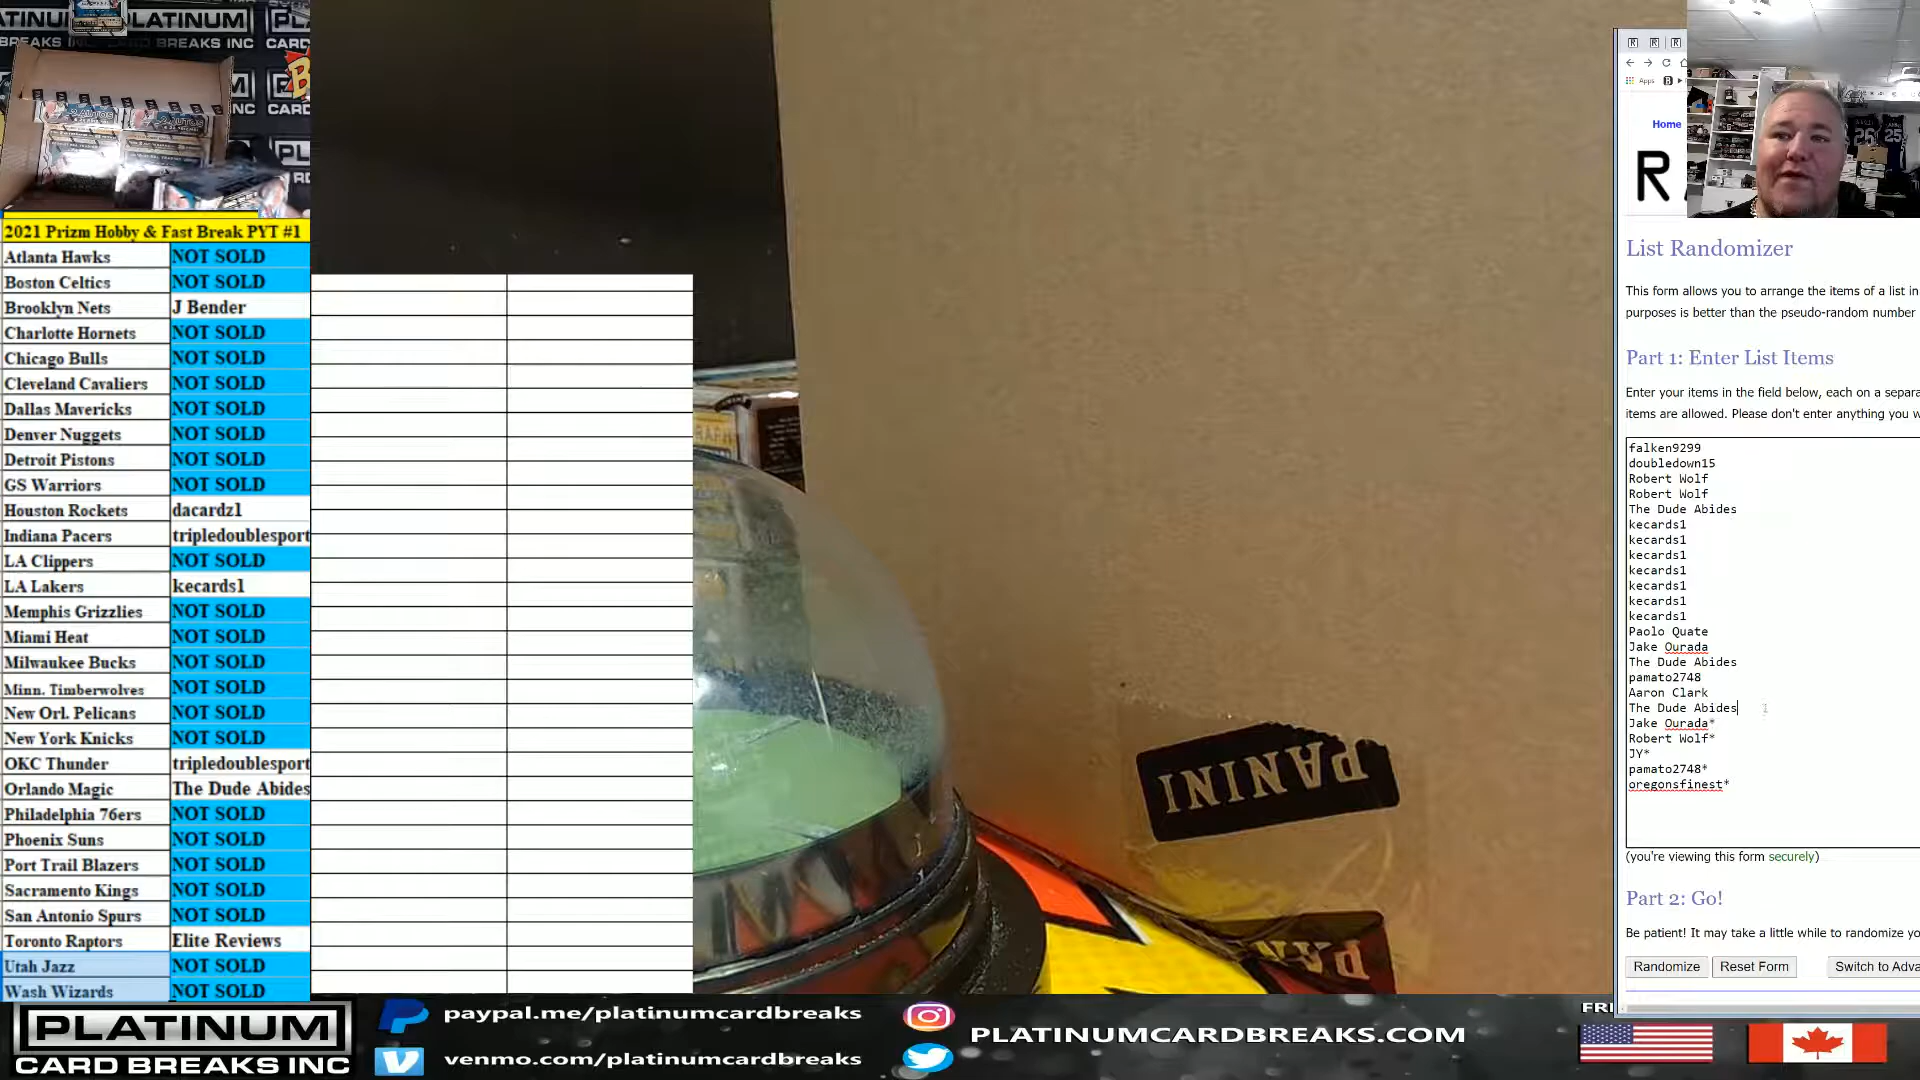 PLATINUM
CARD BREAKS INC
2021 Prizm Hobby & Fast Break PYT #1
Atlanta Hawks NOT SOLD
Boston Celtics NOT SOLD
Brooklyn Nets J Bender
Charlotte Hornets NOT SOLD
Chicago Bulls NOT SOLD
Cleveland Cavaliers NOT SOLD
Dallas Mavericks NOT SOLD
Denver Nuggets NOT SOLD
Detroit Pistons NOT SOLD
GS Warriors NOT SOLD
Houston Rockets dacardz1
Indiana Pacers tripledoublesport
LA Clippers NOT SOLD
LA Lakers kecards1
Memphis Grizzlies NOT SOLD
Miami Heat NOT SOLD
Milwaukee Bucks NOT SOLD
Minn. Timberwolves NOT SOLD
New Orl. Pelicans NOT SOLD
New York Knicks NOT SOLD
OKC Thunder tripledoublesport
Orlando Magic The Dude Abides
Philadelphia 76ers NOT SOLD
Phoenix Suns NOT SOLD
Port Trail Blazers NOT SOLD
Sacramento Kings NOT SOLD
San Antonio Spurs NOT SOLD
Toronto Raptors Elite Reviews
Utah Jazz NOT SOLD
Wash Wizards NOT SOLD
PANINI
PAN
Apps
Home
R
26 25
List Randomizer
This form allows you to arrange the items of a list in
purposes is better than the pseudo-random number
Part 1: Enter List Items
Enter your items in the field below, each on a separa
items are allowed. Please don't enter anything you w
falken9299
doubledown15
Robert Wolf
Robert Wolf
The Dude Abides
kecards1
kecards1
kecards1
kecards1
kecards1
kecards1
kecards1
Paolo Quate
Jake Ourada
The Dude Abides
pamato2748
Aaron Clark
The Dude Abides
Jake Ourada*
Robert Wolf*
JY*
pamato2748*
oregonsfinest*
(you're viewing this form securely)
Part 2: Go!
Be patient! It may take a little while to randomize yo
Randomize Reset Form Switch to Adva
FRI
PLATINUM
CARD BREAKS INC
paypal.me/platinumcardbreaks
venmo.com/platinumcardbreaks
PLATINUMCARDBREAKS.COM